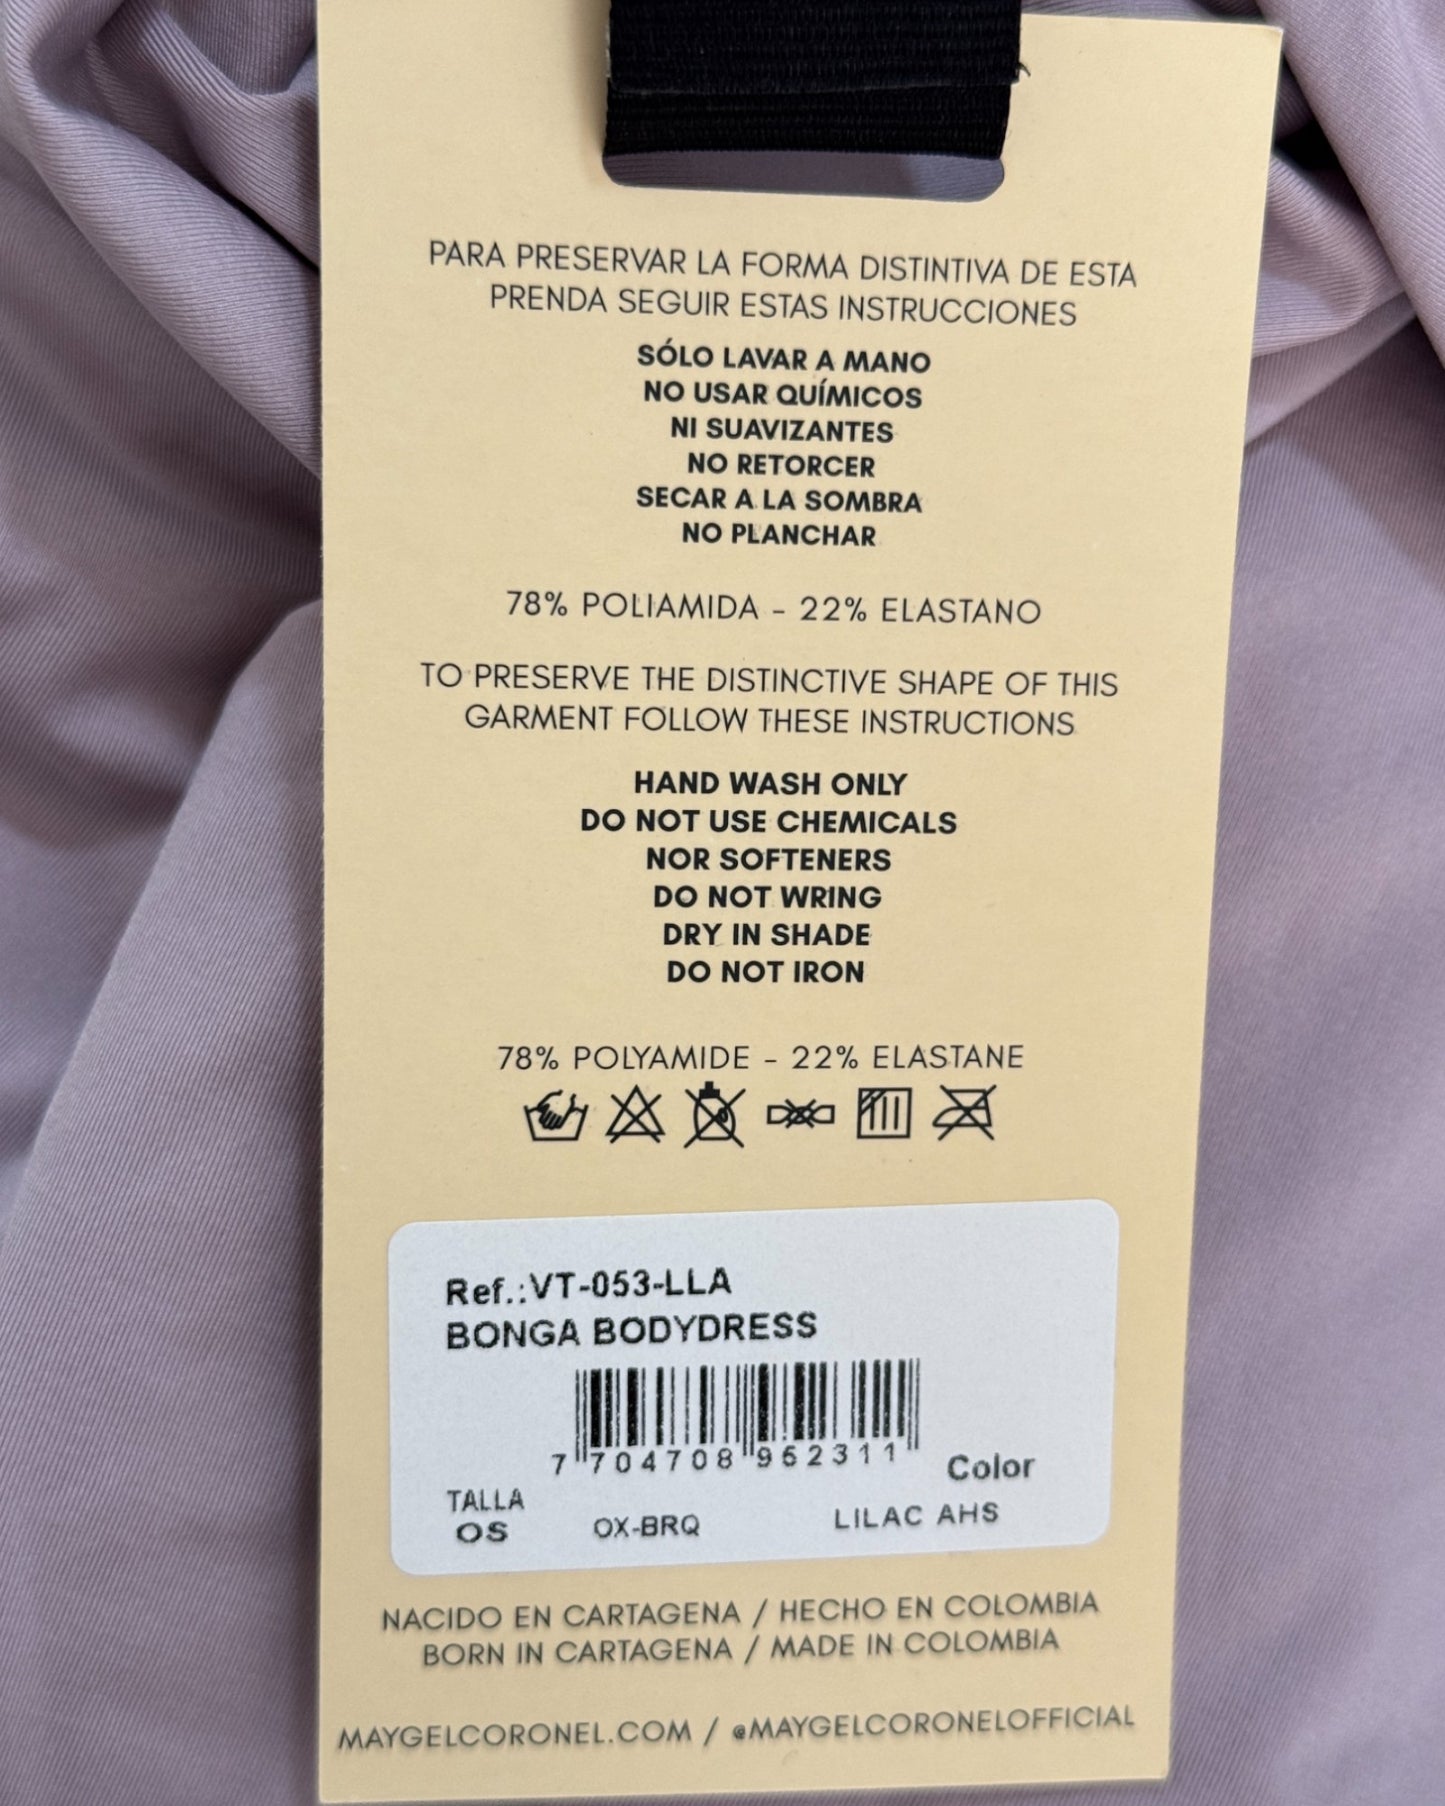 PARA PRESERVAR LA FORMA DISTINTIVA DE ESTA
PRENDA SEGUIR ESTAS INSTRUCCIONES
SÓLO LAVAR A MANO
NO USAR QUÍMICOS
NI SUAVIZANTES
NO RETORCER
SECAR A LA SOMBRA
NO PLANCHAR
78% POLIAMIDA - 22% ELASTANO
TO PRESERVE THE DISTINCTIVE SHAPE OF THIS
GARMENT FOLLOW THESE INSTRUCTIONS
HAND WASH ONLY
DO NOT USE CHEMICALS
NOR SOFTENERS
DO NOT WRING
DRY IN SHADE
DO NOT IRON
78% POLYAMIDE - 22% ELASTANE
Ref.:VT-053-LLA
BONGA BODYDRESS
7 704708 952311
Color
TALLA
OS OX-BRQ LILAC AHS
NACIDO EN CARTAGENA / HECHO EN COLOMBIA
BORN IN CARTAGENA / MADE IN COLOMBIA
MAYGELCORONEL.COM / @MAYGELCORONELOFFICIAL